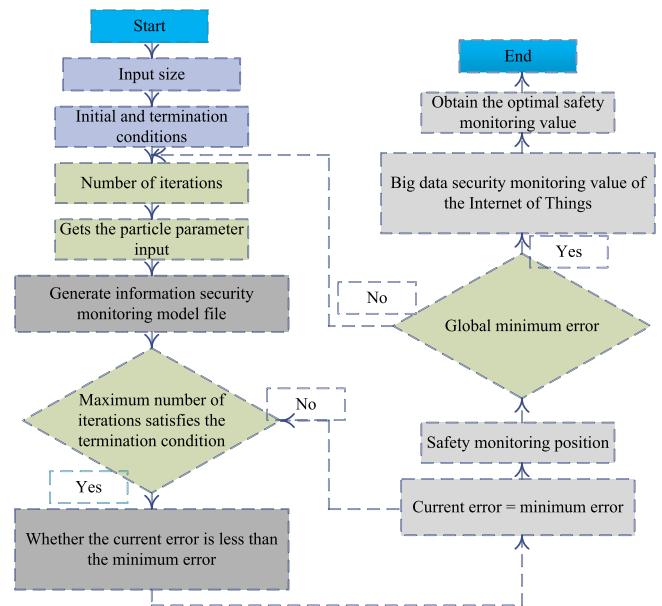 Start
Input size
Initial and termination
conditions
Number of iterations
Gets the particle parameter
input
Generate information security
monitoring model file
Maximum number of
iterations satisfies the
termination condition
No
Yes
Whether the current error is less than
the minimum error
End
Obtain the optimal safety
monitoring value
Big data security monitoring value of
the Internet of Things
Yes
No
Global minimum error
Safety monitoring position
Current error = minimum error